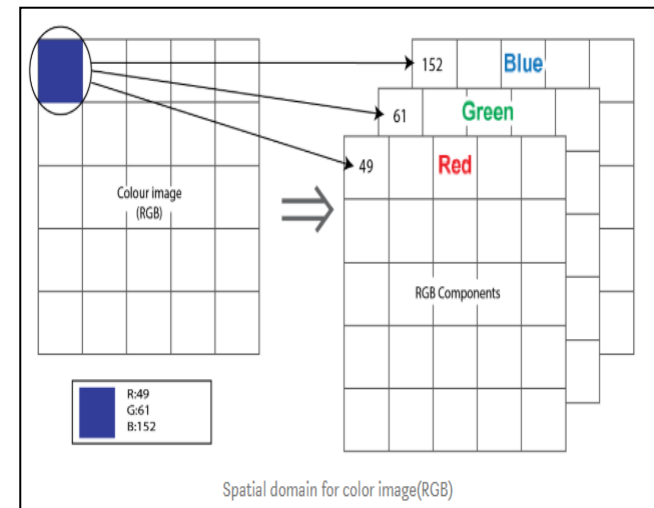 152 Blue
61 Green
49 Red
Colour image
(RGB)
RGB Components
R:49
G:61
B:152
Spatial domain for color image(RGB)